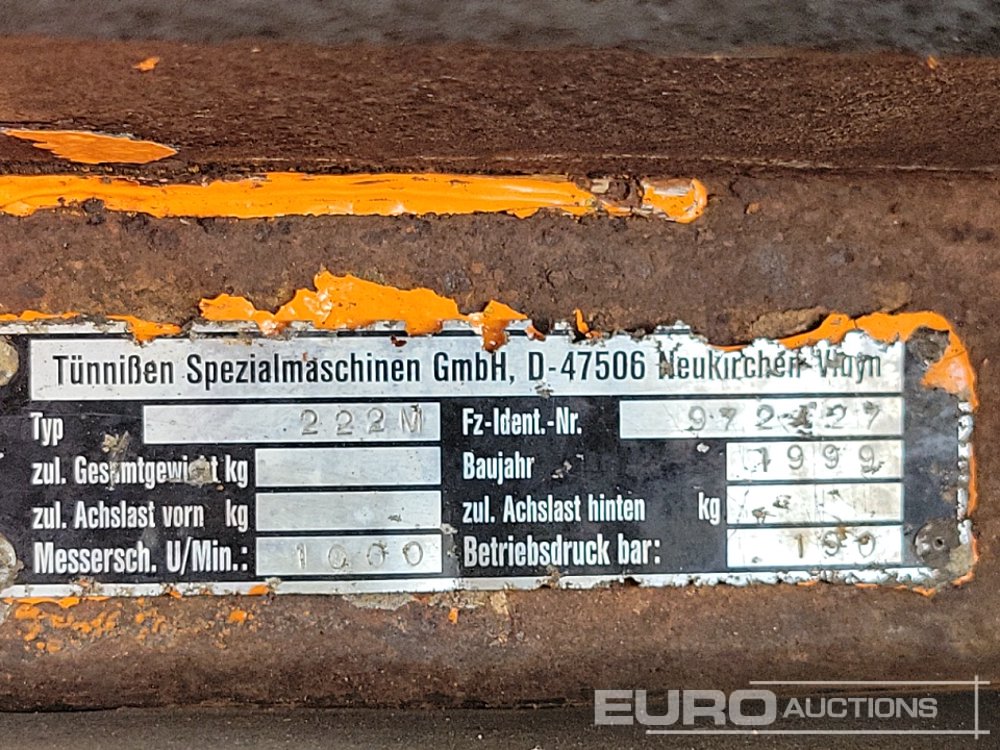 Tünnißen Spezialmaschinen GmbH, D-47506 Neukirchen-Vluyn
Typ 222M Fz-Ident.-Nr.
zul. Gesamtgewicht kg Baujahr 1999
zul. Achslast vorn kg zul. Achslast hinten kg
Messersch. U/Min.: 1000 Betriebsdruck bar: 190
EURO AUCTIONS